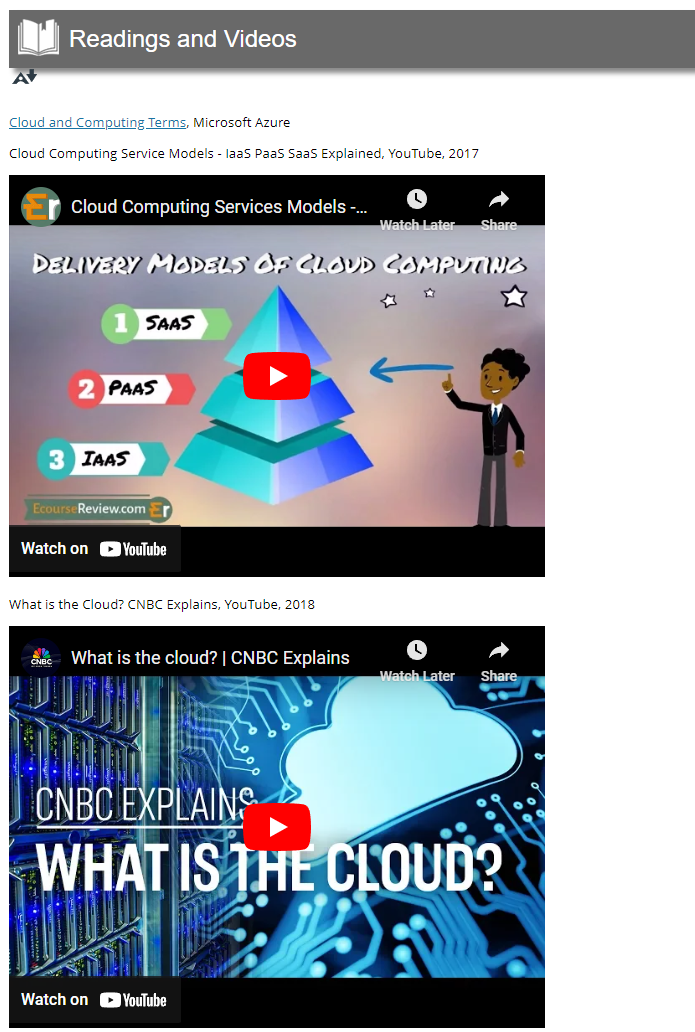 Readings and Videos
A
Cloud and Computing Terms, Microsoft Azure
Cloud Computing Service Models - IaaS PaaS SaaS Explained, YouTube, 2017
Er
Cloud Computing Services Models -...
Watch Later
Share
Delivery Models Of Cloud Computing
1 SaaS
2 PaaS
3 IaaS
EcourseReview.com Er
Watch on YouTube
What is the Cloud? CNBC Explains, YouTube, 2018
CNBC
What is the cloud? | CNBC Explains
Watch Later
Share
CNBC EXPLAINS
WHAT IS THE CLOUD?
Watch on YouTube